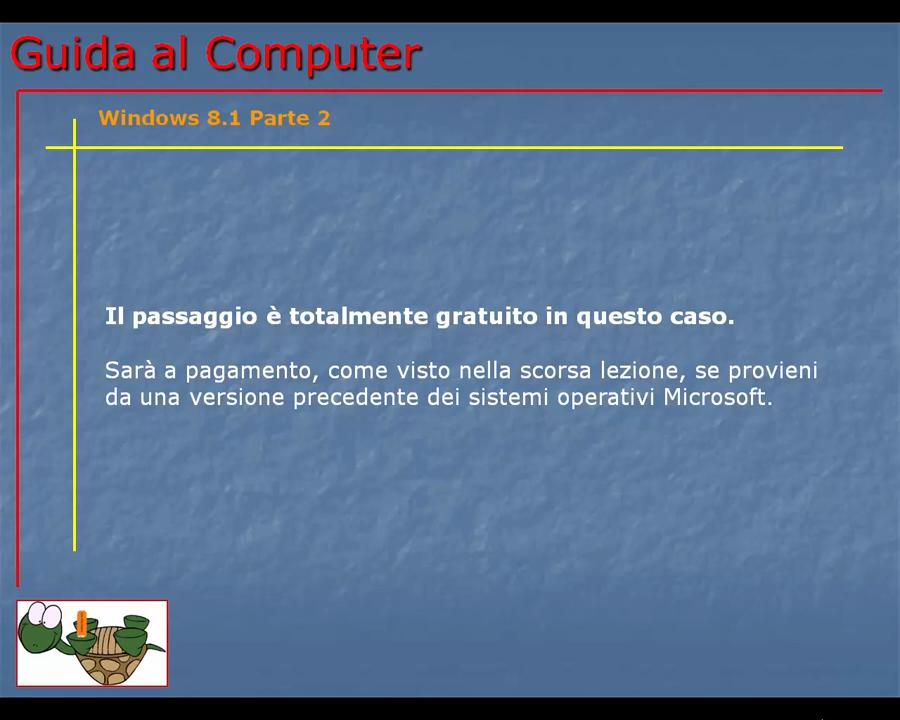 Guida al Computer
Windows 8.1 Parte 2
Il passaggio è totalmente gratuito in questo caso.
Sarà a pagamento, come visto nella scorsa lezione, se provieni
da una versione precedente dei sistemi operativi Microsoft.